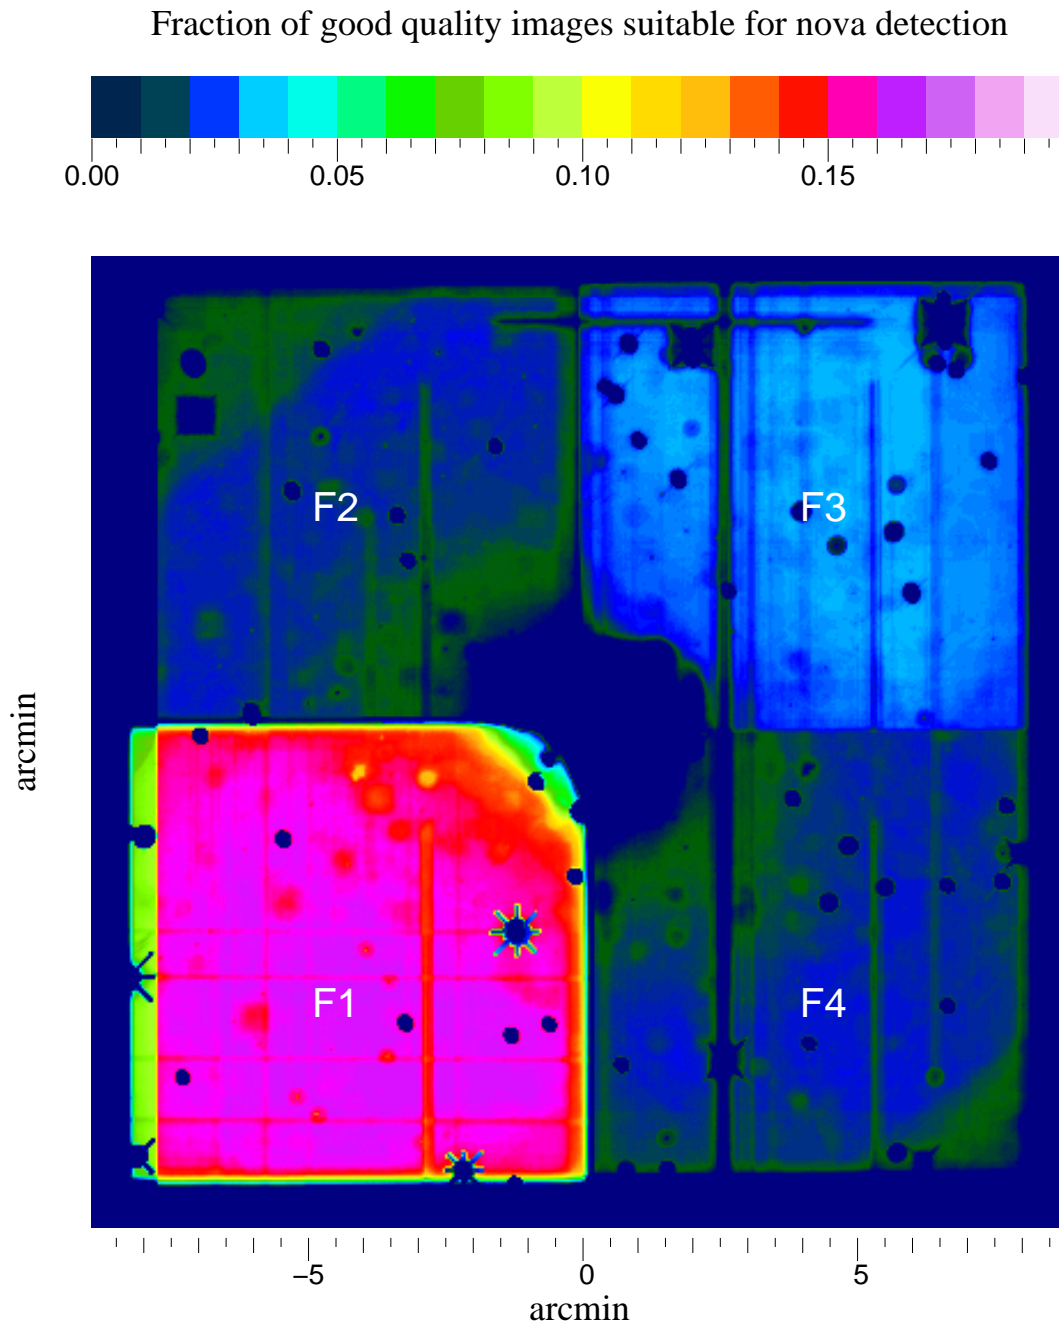 Fraction of good quality images suitable for nova detection
0.00 0.05 0.10 0.15
F2 F3
arcmin
F1 F4
−5 0 5
arcmin